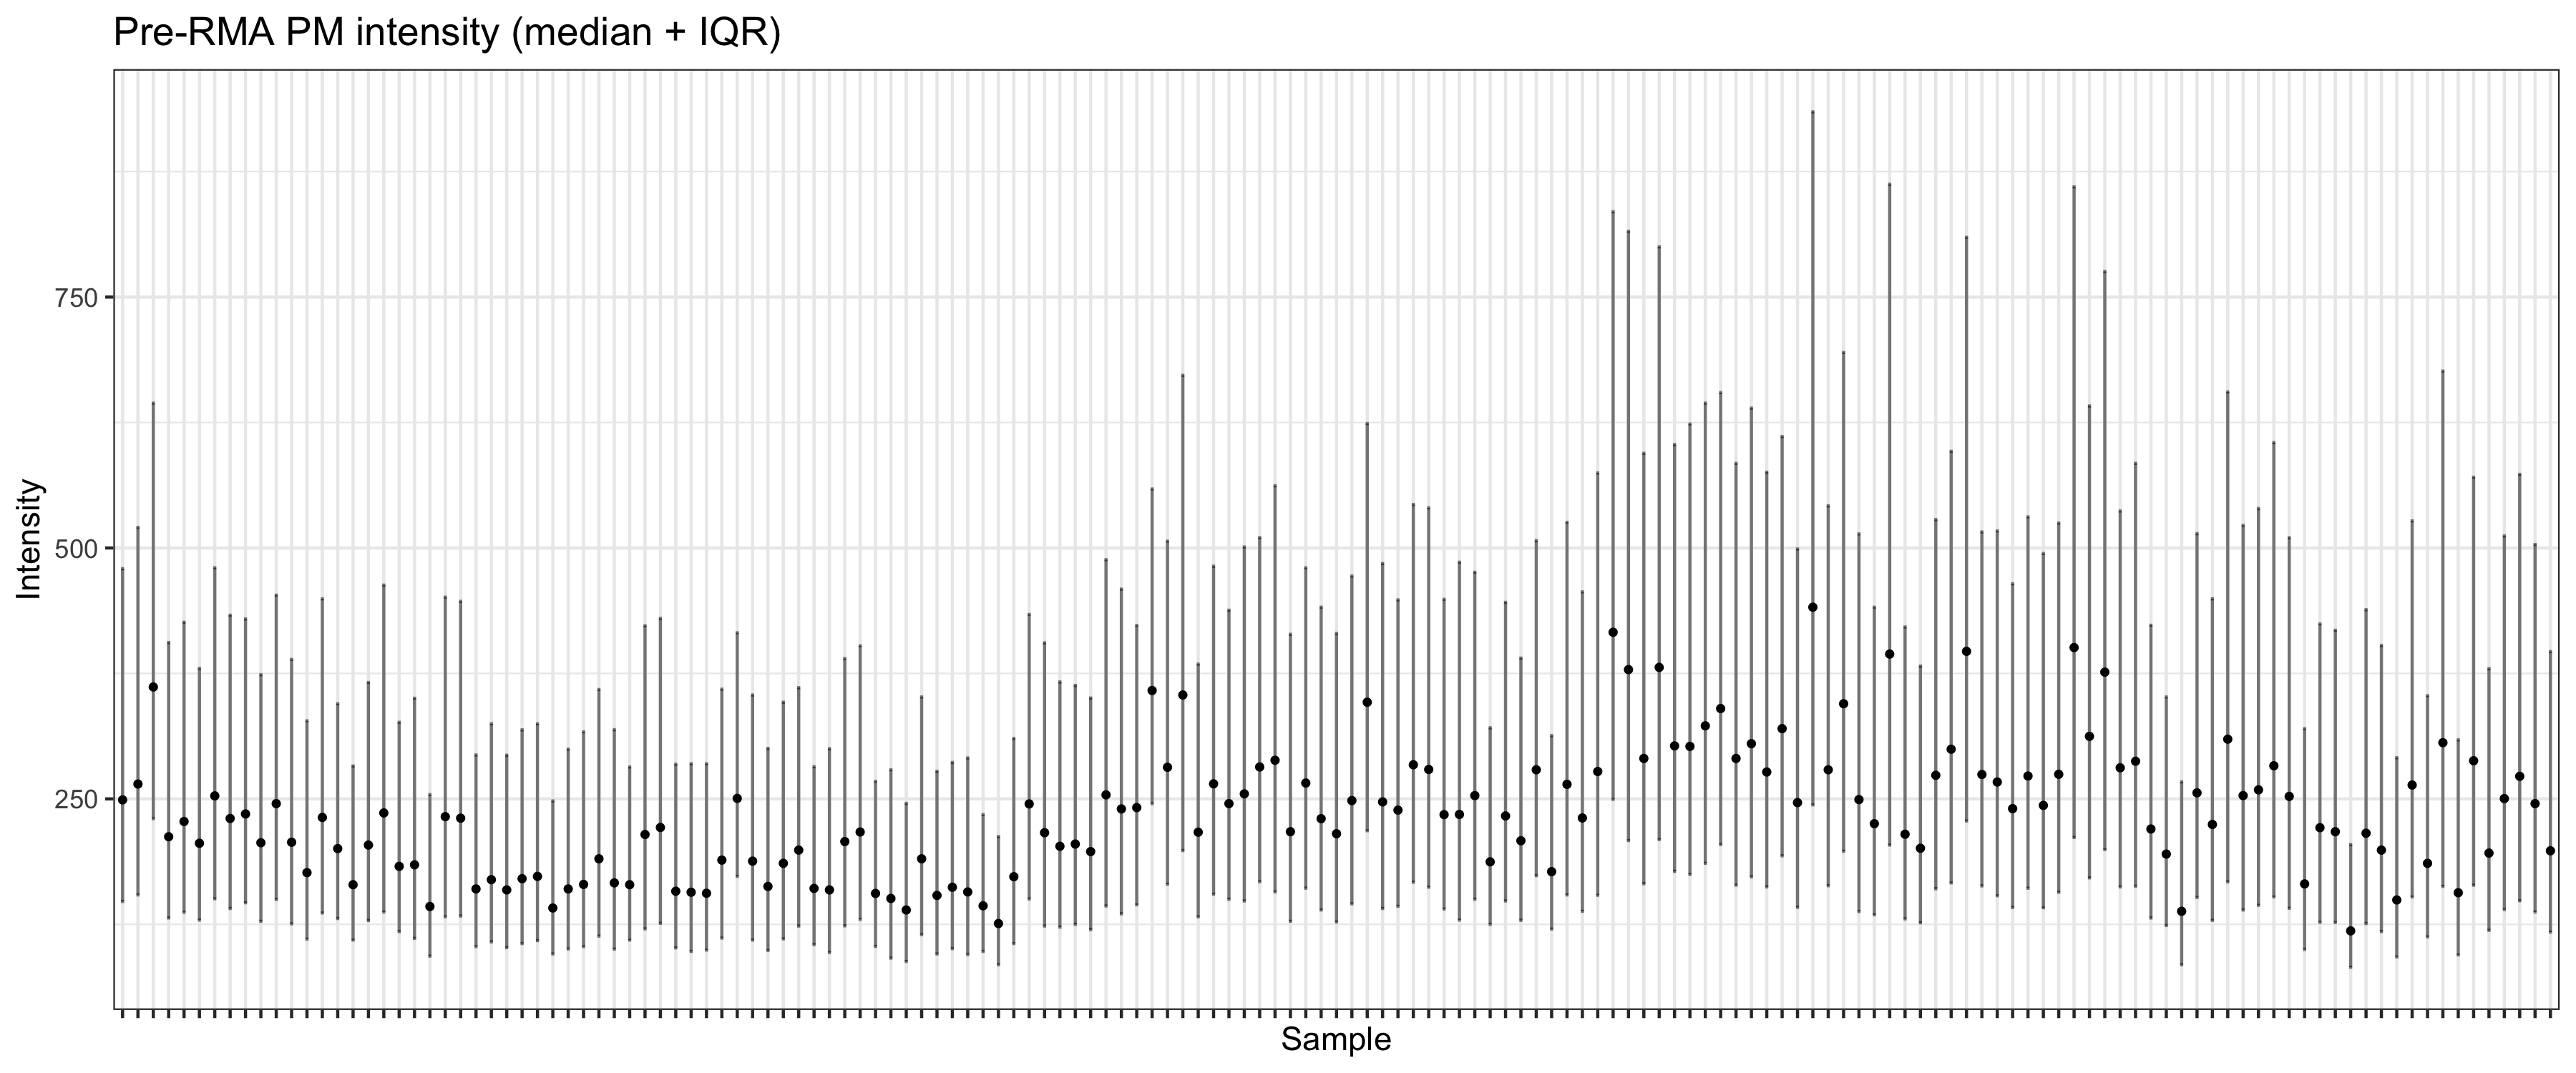 Pre-RMA PM intensity (median + IQR)
Intensity
750
500
250
Sample